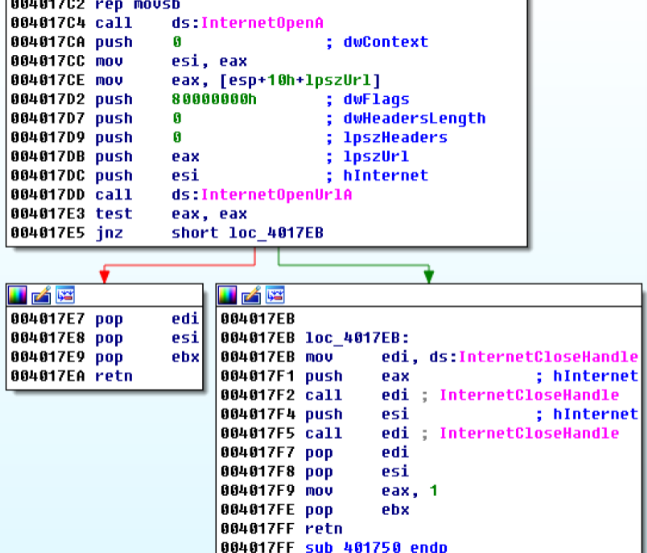 004017C2 rep movsb
004017C4 call ds:InternetOpenA
004017CA push 0 ; dwContext
004017CC mov esi, eax
004017CE mov eax, [esp+10h+lpszUrl]
004017D2 push 80000000h ; dwFlags
004017D7 push 0 ; dwHeadersLength
004017D9 push 0 ; lpszHeaders
004017DB push eax ; lpszUrl
004017DC push esi ; hInternet
004017DD call ds:InternetOpenUrlA
004017E3 test eax, eax
004017E5 jnz short loc_4017EB
004017E7 pop edi
004017E8 pop esi
004017E9 pop ebx
004017EA retn
004017EB
004017EB loc_4017EB:
004017EB mov edi, ds:InternetCloseHandle
004017F1 push eax ; hInternet
004017F2 call edi ; InternetCloseHandle
004017F4 push esi ; hInternet
004017F5 call edi ; InternetCloseHandle
004017F7 pop edi
004017F8 pop esi
004017F9 mov eax, 1
004017FE pop ebx
004017FF retn
004017FF sub_401750 endp